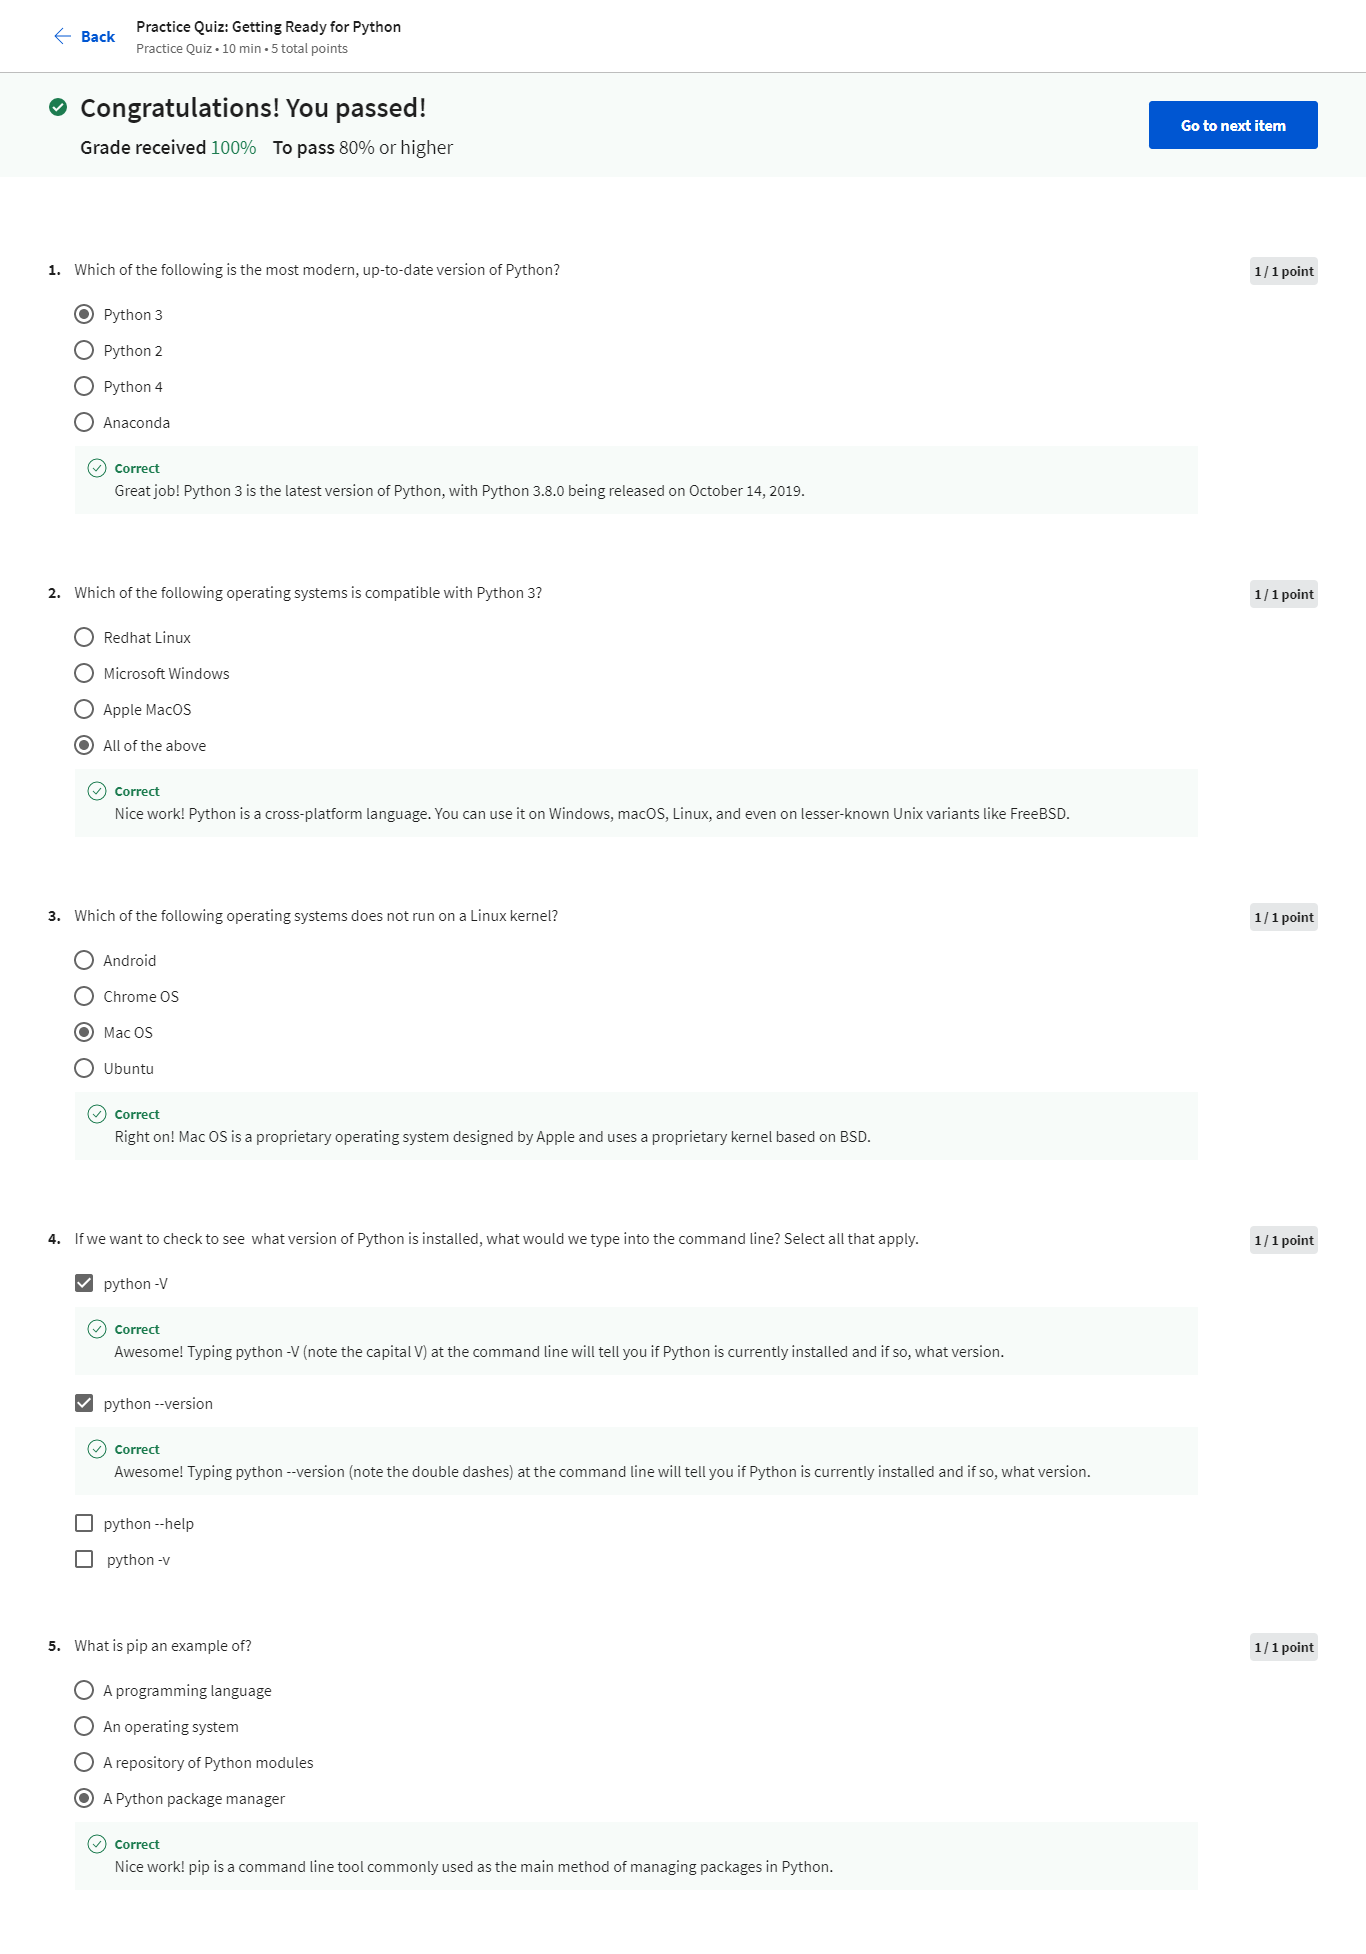 Back
Practice Quiz: Getting Ready for Python
Practice Quiz • 10 min • 5 total points
Congratulations! You passed!
Grade received 100% To pass 80% or higher
Go to next item
1. Which of the following is the most modern, up-to-date version of Python?
1 / 1 point
Python 3
Python 2
Python 4
Anaconda
Correct
Great job! Python 3 is the latest version of Python, with Python 3.8.0 being released on October 14, 2019.
2. Which of the following operating systems is compatible with Python 3?
1 / 1 point
Redhat Linux
Microsoft Windows
Apple MacOS
All of the above
Correct
Nice work! Python is a cross-platform language. You can use it on Windows, macOS, Linux, and even on lesser-known Unix variants like FreeBSD.
3. Which of the following operating systems does not run on a Linux kernel?
1 / 1 point
Android
Chrome OS
Mac OS
Ubuntu
Correct
Right on! Mac OS is a proprietary operating system designed by Apple and uses a proprietary kernel based on BSD.
4. If we want to check to see  what version of Python is installed, what would we type into the command line? Select all that apply.
1 / 1 point
python -V
Correct
Awesome! Typing python -V (note the capital V) at the command line will tell you if Python is currently installed and if so, what version.
python --version
Correct
Awesome! Typing python --version (note the double dashes) at the command line will tell you if Python is currently installed and if so, what version.
python --help
python -v
5. What is pip an example of?
1 / 1 point
A programming language
An operating system
A repository of Python modules
A Python package manager
Correct
Nice work! pip is a command line tool commonly used as the main method of managing packages in Python.